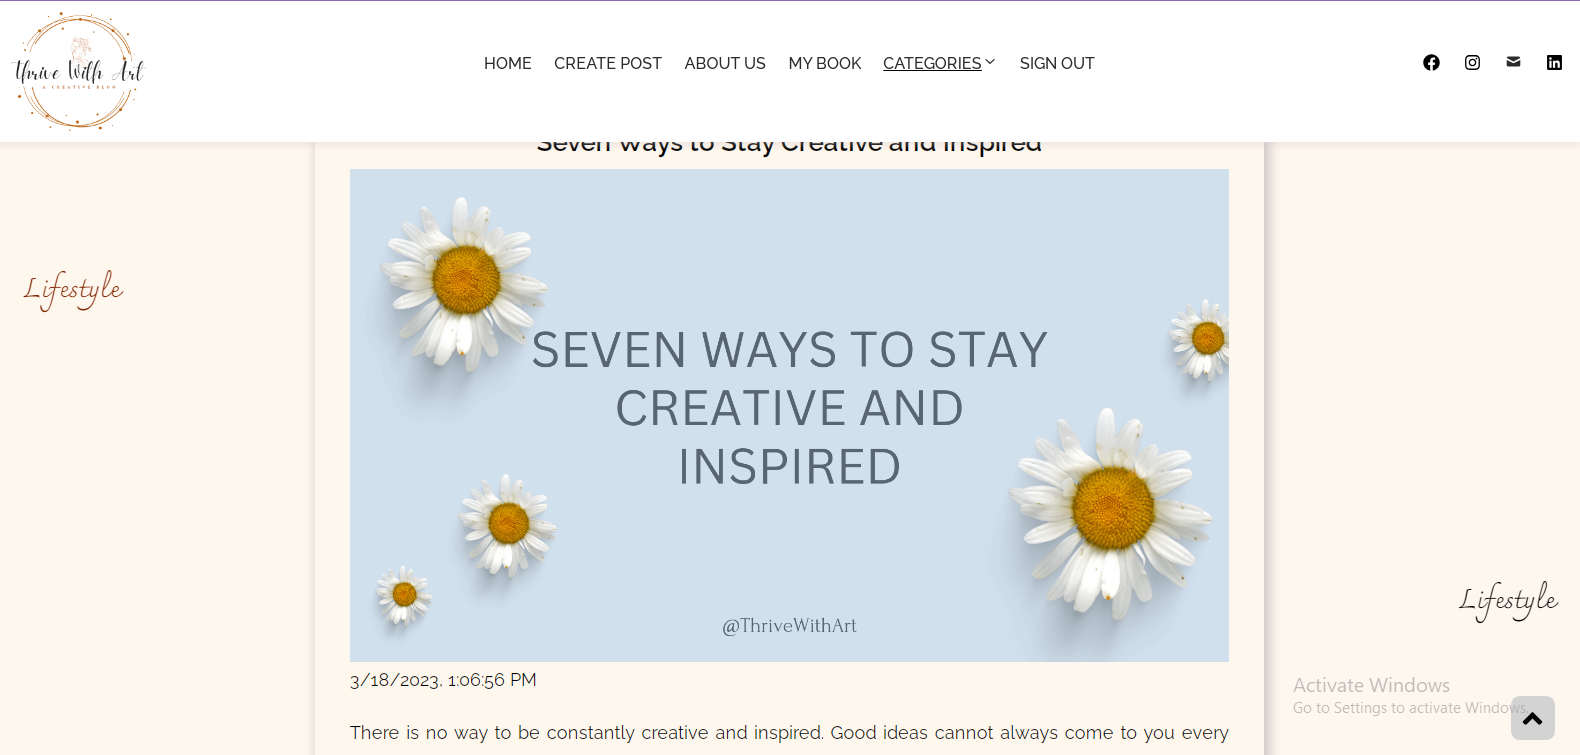 Thrive With Art
A CREATIVE BLOG
HOME CREATE POST ABOUT US MY BOOK CATEGORIES SIGN OUT
Seven Ways to Stay Creative and Inspired
Lifestyle
SEVEN WAYS TO STAY
CREATIVE AND
INSPIRED
@ThriveWithArt
Lifestyle
3/18/2023, 1:06:56 PM
There is no way to be constantly creative and inspired. Good ideas cannot always come to you every
Activate Windows
Go to Settings to activate Windows.